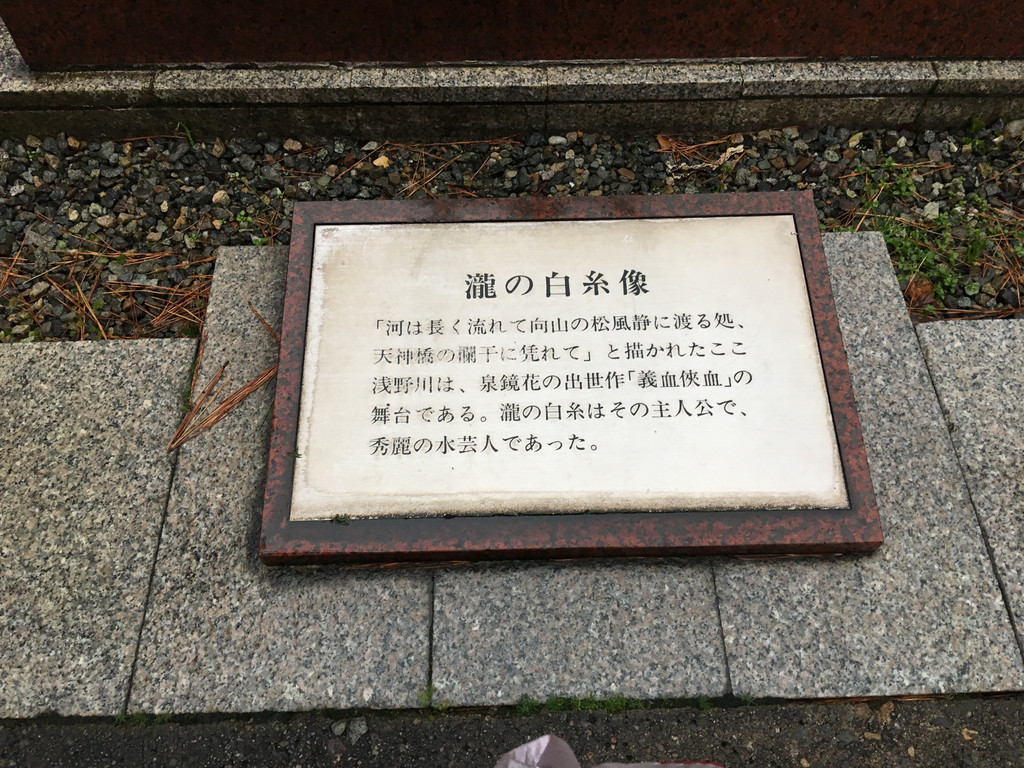 瀧の白糸像
「河は長く流れて向山の松風静に渡る処、
天神橋の欄干に凭れて」と描かれたここ
浅野川は、泉鏡花の出世作「義血侠血」の
舞台である。瀧の白糸はその主人公で、
秀麗の水芸人であった。